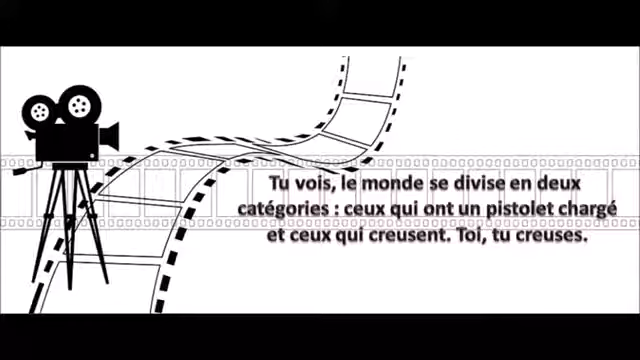 Tu vois, le monde se divise en deux
catégories : ceux qui ont un pistolet chargé
et ceux qui creusent. Toi, tu creuses.